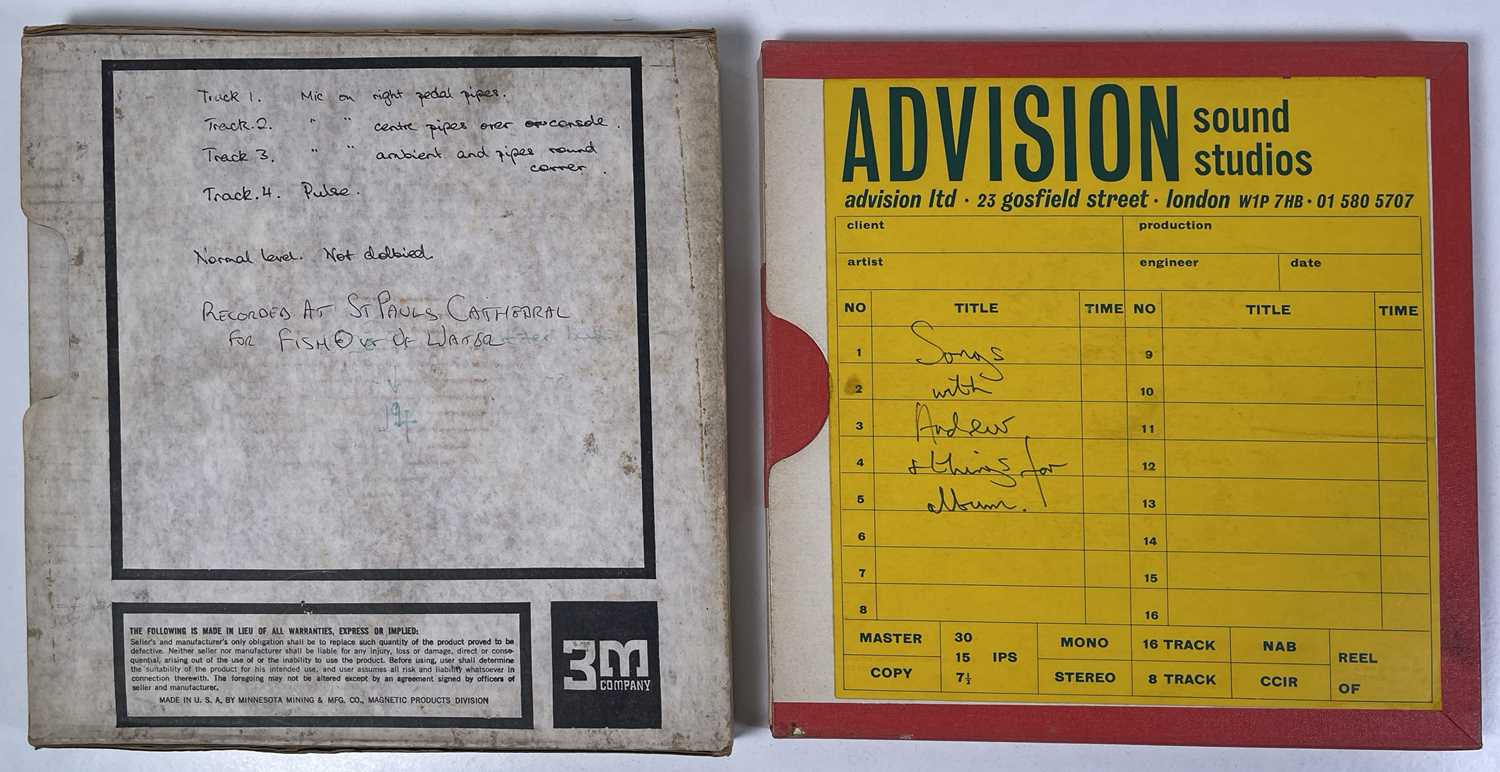 Track 1. Mic on right pedal pipes.
Track.2. " " centre pipes over console.
Track 3. " " ambient and pipes round
corner.
Track.4. Pulse.
Normal level. Not dolbied.
RECORDED AT ST PAULS CATHEDRAL
FOR FISH OUT OF WATER
THE FOLLOWING IS MADE IN LIEU OF ALL WARRANTIES, EXPRESS OR IMPLIED:
Seller's and manufacturer's only obligation shall be to replace such quantity of the product proved to be
defective. Neither seller nor manufacturer shall be liable for any injury, loss or damage, direct or conse-
quential, arising out of the use of or the inability to use the product. Before using, user shall determine
the suitability of the product for his intended use, and user assumes all risk and liability whatsoever in
connection therewith. The foregoing may not be altered except by an agreement signed by officers of
seller and manufacturer.
MADE IN U. S. A. BY MINNESOTA MINING & MFG. CO., MAGNETIC PRODUCTS DIVISION
3M
COMPANY
ADVISION sound
studios
advision ltd · 23 gosfield street · london W1P 7HB · 01 580 5707
client production
artist engineer date
NO TITLE TIME NO TITLE TIME
1 Songs 9
2 with 10
3 Andrew 11
4 & things for 12
5 album. 13
6 14
7 15
8 16
MASTER 30 MONO 16 TRACK NAB REEL
15 IPS
COPY 7½ STEREO 8 TRACK CCIR OF